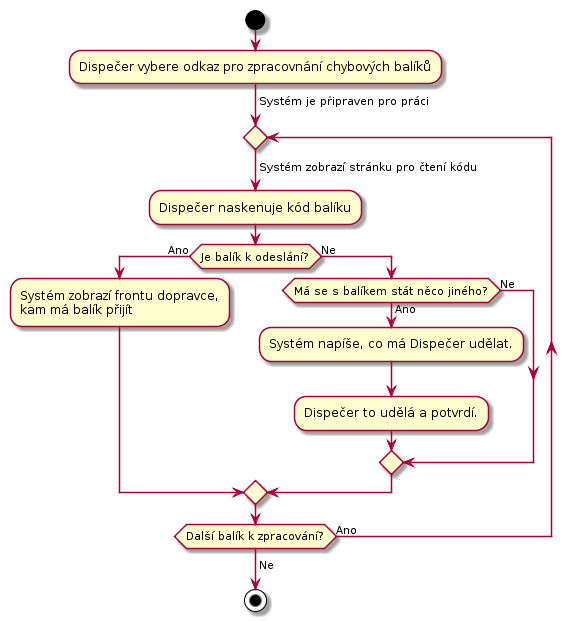 Dispečer vybere odkaz pro zpracovnání chybových balíků
Systém je připraven pro práci
Systém zobrazí stránku pro čtení kódu
Dispečer naskenuje kód balíku
Ano
Je balík k odeslání?
Ne
Systém zobrazí frontu dopravce,
kam má balík přijít
Má se s balíkem stát něco jiného?
Ne
Ano
Systém napíše, co má Dispečer udělat.
Dispečer to udělá a potvrdí.
Další balík k zpracování?
Ano
Ne